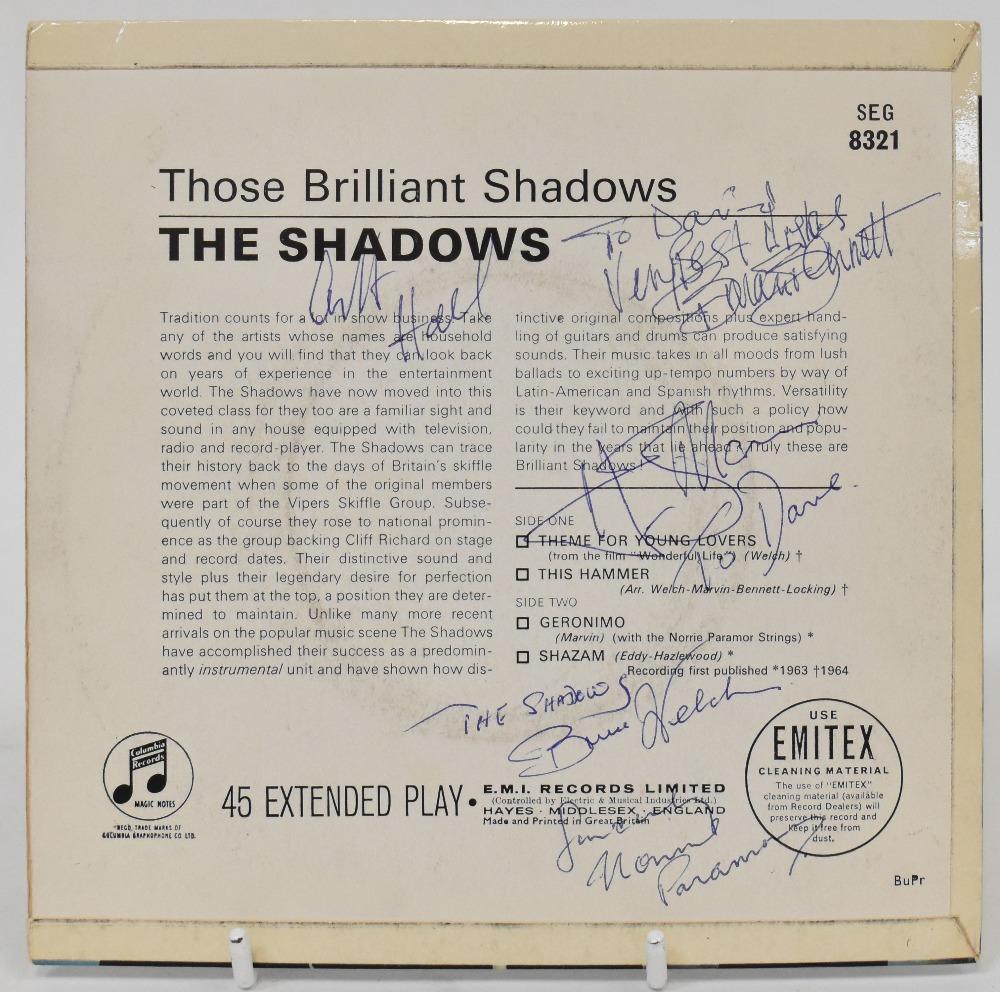 SEG
8321
Those Brilliant Shadows
THE SHADOWS
To David
Very Best Wishes
Brian Bennett
Tradition counts for a lot in show business. Take
any of the artists whose names are household
words and you will find that they can look back
on years of experience in the entertainment
world. The Shadows have now moved into this
coveted class for they too are a familiar sight and
sound in any house equipped with television,
radio and record-player. The Shadows can trace
their history back to the days of Britain's skiffle
movement when some of the original members
were part of the Vipers Skiffle Group. Subse-
quently of course they rose to national promin-
ence as the group backing Cliff Richard on stage
and record dates. Their distinctive sound and
style plus their legendary desire for perfection
has put them at the top, a position they are deter-
mined to maintain. Unlike many more recent
arrivals on the popular music scene The Shadows
have accomplished their success as a predomin-
antly instrumental unit and have shown how dis-
tinctive original compositions plus expert hand-
ling of guitars and drums can produce satisfying
sounds. Their music takes in all moods from lush
ballads to exciting up-tempo numbers by way of
Latin-American and Spanish rhythms. Versatility
is their keyword and with such a policy how
could they fail to maintain their position and popu-
larity in the years that lie ahead? Truly these are
Brilliant Shadows!
To Dave
SIDE ONE
THEME FOR YOUNG LOVERS
(from the film "Wonderful Life") (Welch) †
THIS HAMMER
(Arr. Welch-Marvin-Bennett-Locking) †
SIDE TWO
GERONIMO
(Marvin) (with the Norrie Paramor Strings) *
SHAZAM (Eddy-Hazlewood) *
Recording first published *1963 †1964
THE SHADOWS
Bruce Welch
Columbia
Records
MAGIC NOTES
REGD. TRADE MARKS OF
COLUMBIA GRAPHOPHONE CO LTD.
45 EXTENDED PLAY •
E.M.I. RECORDS LIMITED
(Controlled by Electric & Musical Industries Ltd.)
HAYES · MIDDLESEX · ENGLAND
Made and Printed in Great Britain
Norrie
Paramor
USE
EMITEX
CLEANING MATERIAL
The use of "EMITEX"
cleaning material (available
from Record Dealers) will
preserve this record and
keep it free from
dust.
BuPr